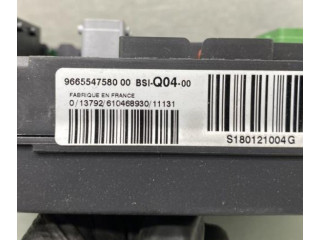 9665547580 00 BSI-Q04-00
FABRIQUE EN FRANCE
0/13792/610468930/11131
S180121004G